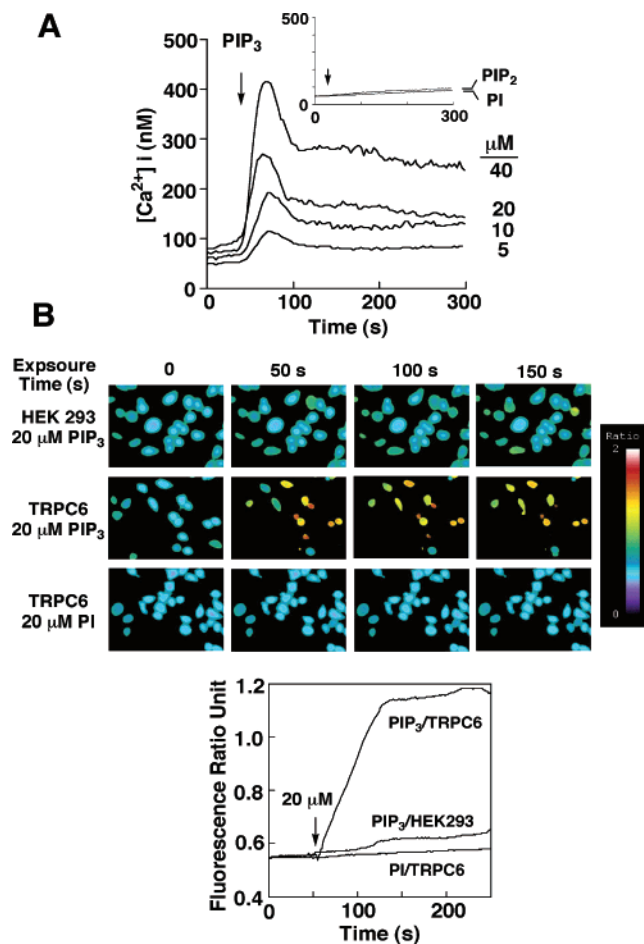 A
PIP3
[Ca2+] i (nM)
500
400
300
200
100
0
0
100
200
300
Time (s)
500
0
0
300
PIP2
PI
μM
40
20
10
5
B
Expsoure
Time (s)
0
50 s
100 s
150 s
HEK 293
20 μM PIP3
TRPC6
20 μM PIP3
TRPC6
20 μM PI
Ratio
2
0
Fluorescence Ratio Unit
1.2
1.0
0.8
0.6
0.4
20 μM
PIP3/TRPC6
PIP3/HEK293
PI/TRPC6
0
100
200
Time (s)